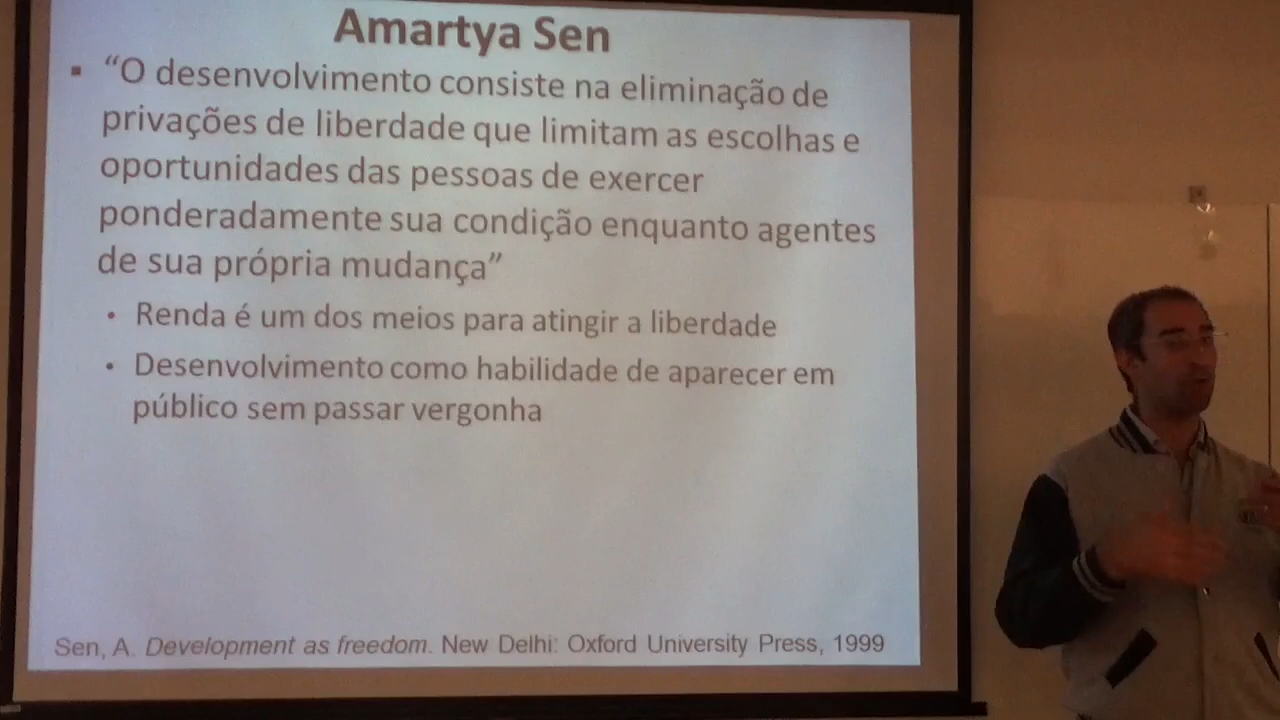 Amartya Sen
▪ “O desenvolvimento consiste na eliminação de
privações de liberdade que limitam as escolhas e
oportunidades das pessoas de exercer
ponderadamente sua condição enquanto agentes
de sua própria mudança”
• Renda é um dos meios para atingir a liberdade
• Desenvolvimento como habilidade de aparecer em
público sem passar vergonha
Sen, A. Development as freedom. New Delhi: Oxford University Press, 1999